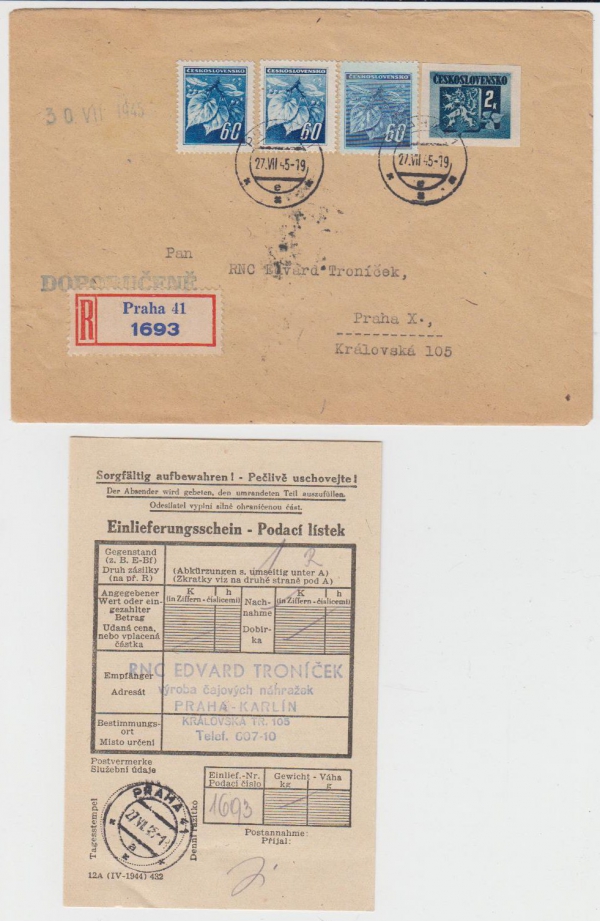 ČESKOSLOVENSKO
60
ČESKOSLOVENSKO
60
ČESKOSLOVENSKO
60
ČESKOSLOVENSKO
2 K
30 VII 1945
27.VII 45-19
e
27.VII 45-19
e
Pan
RNC Edvard Troníček,
DOPORUČENĚ
R
Praha 41
1693
Praha X.,
Královská 105
Sorgfältig aufbewahren! - Pečlivě uschovejte!
Der Absender wird gebeten, den umrandeten Teil auszufüllen.
Odesílatel vyplní silně ohraničenou část.
Einlieferungsschein - Podací lístek
Gegenstand
(z. B. E-Bf)
Druh zásilky
(na př. R)
1 R
(Abkürzungen s. umseitig unter A)
(Zkratky viz na druhé straně pod A)
Angegebener
Wert oder ein-
gezahlter
Betrag
Udaná cena,
nebo vplacená
částka
K h
(in Ziffern - číslicemi)
Nach-
nahme
Dobír-
ka
K h
(in Ziffern - číslicemi)
Empfänger
Adresát
RNC EDVARD TRONÍČEK
výroba čajových náhražek
PRAHA-KARLÍN
KRÁLOVSKÁ TŘ. 105
Telef. 607-10
Bestimmungs-
ort
Místo určení
Postvermerke
Služební údaje
Einlief.-Nr.
Podací číslo
Gewicht - Váha
kg g
1693
Tagesstempel
PRAHA 41
a
Denní razítko
Postannahme:
Přijal:
12A (IV-1944) 432